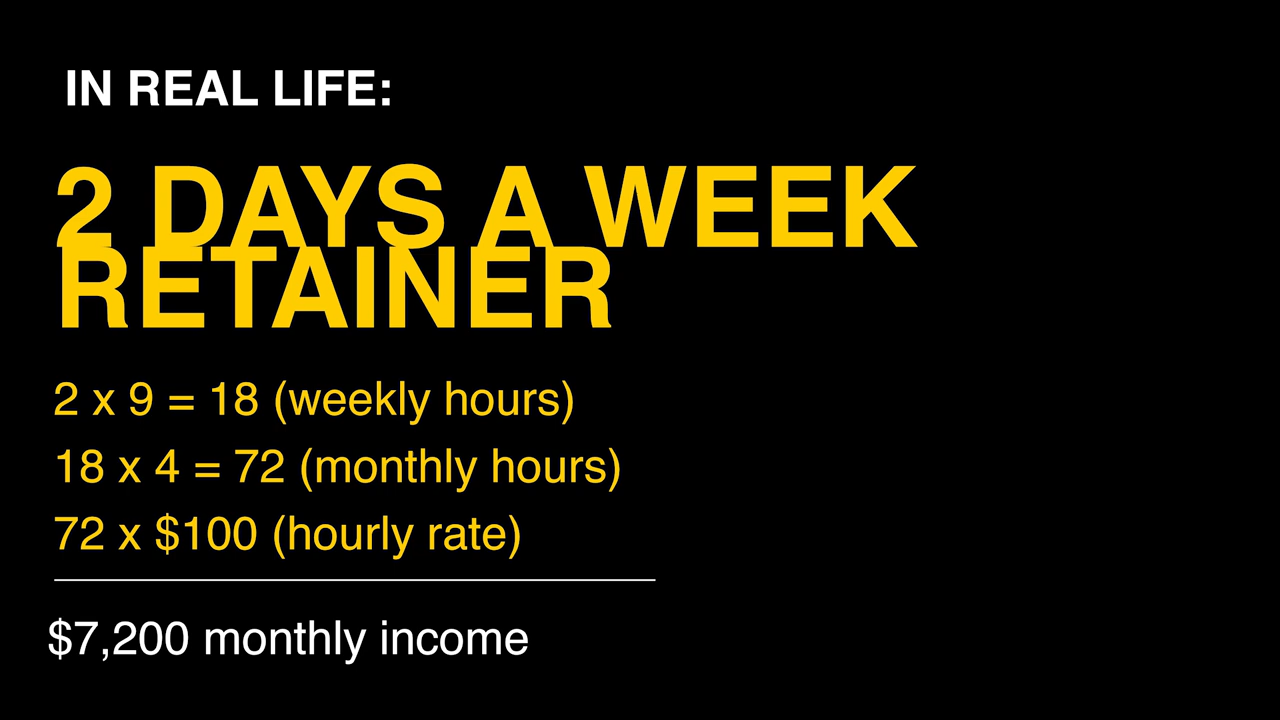 IN REAL LIFE:
2 DAYS A WEEK
RETAINER
2 x 9 = 18 (weekly hours)
18 x 4 = 72 (monthly hours)
72 x $100 (hourly rate)
$7,200 monthly income